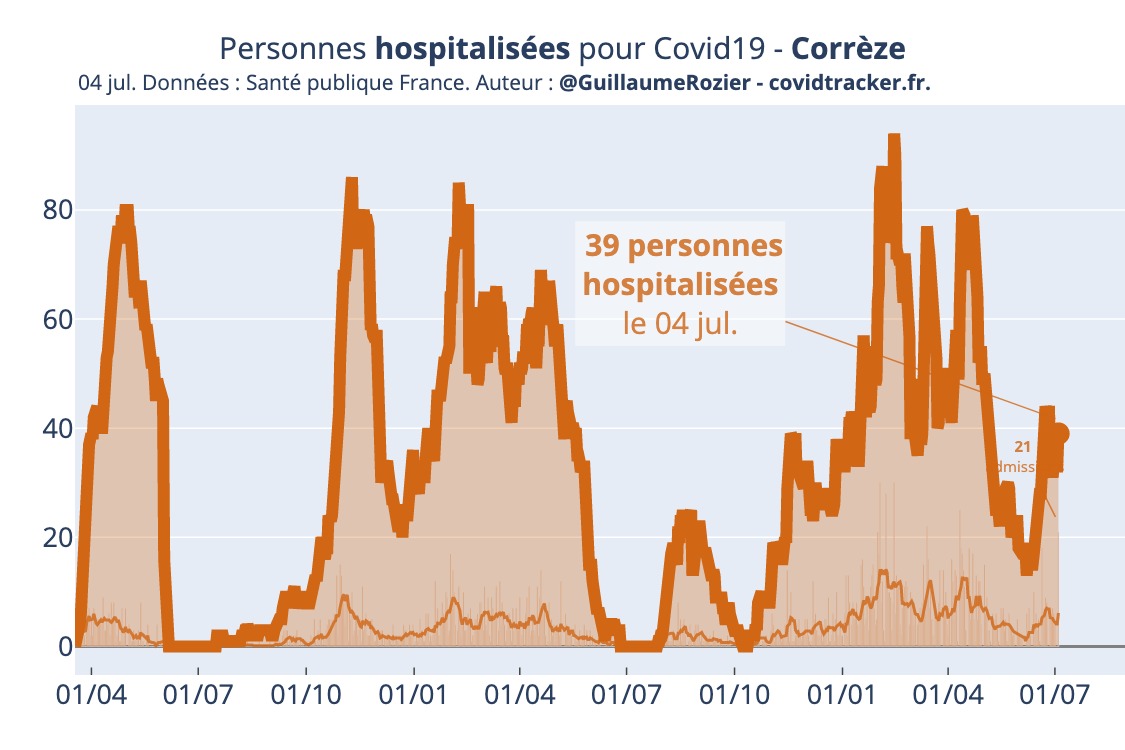 Personnes hospitalisées pour Covid19 - Corrèze
04 jul. Données : Santé publique France. Auteur : @GuillaumeRozier - covidtracker.fr.
80
60
40
20
0
39 personnes
hospitalisées
le 04 jul.
21
01/04 01/07 01/10 01/01 01/04 01/07 01/10 01/01 01/04 01/07